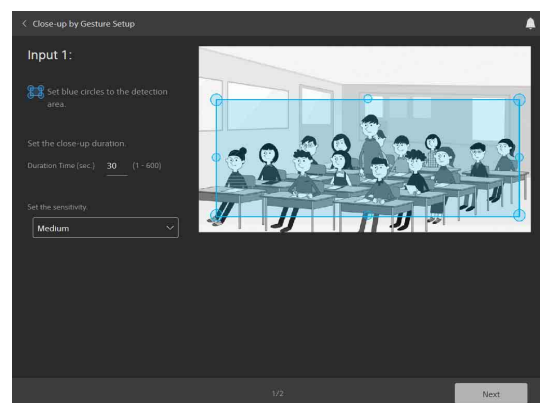 < Close-up by Gesture Setup
Input 1:
Set blue circles to the detection
area.
Set the close-up duration.
Duration Time (sec.) 30 (1 - 600)
Set the sensitivity.
Medium
1/2
Next